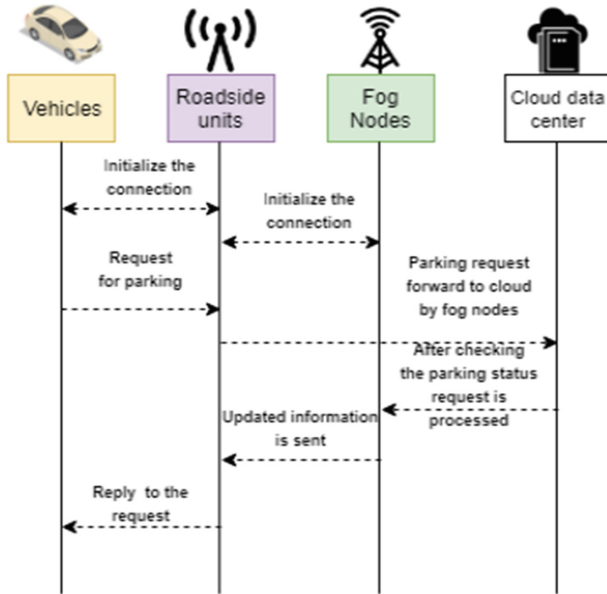 Vehicles
Roadside
units
Fog
Nodes
Cloud data
center
Initialize the
connection
Initialize the
connection
Request
for parking
Parking request
forward to cloud
by fog nodes
After checking
the parking status
request is
processed
Updated information
is sent
Reply to the
request